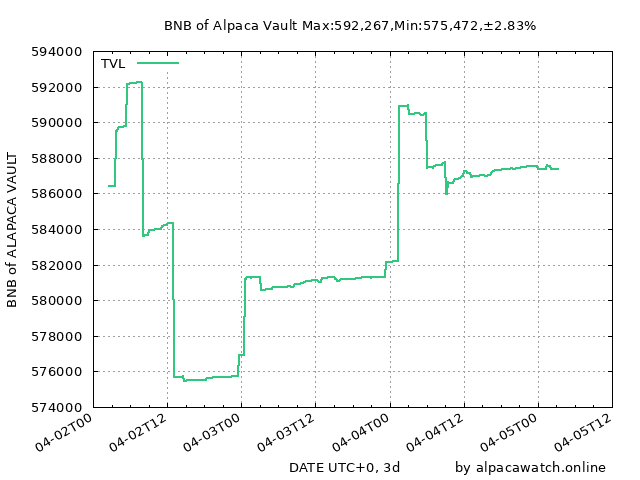 BNB of Alpaca Vault Max:592,267,Min:575,472,±2.83%
TVL
594000
592000
590000
588000
586000
584000
582000
580000
578000
576000
574000
BNB of ALAPACA VAULT
04-02T00
04-02T12
04-03T00
04-03T12
04-04T00
04-04T12
04-05T00
04-05T12
DATE UTC+0, 3d
by alpacawatch.online